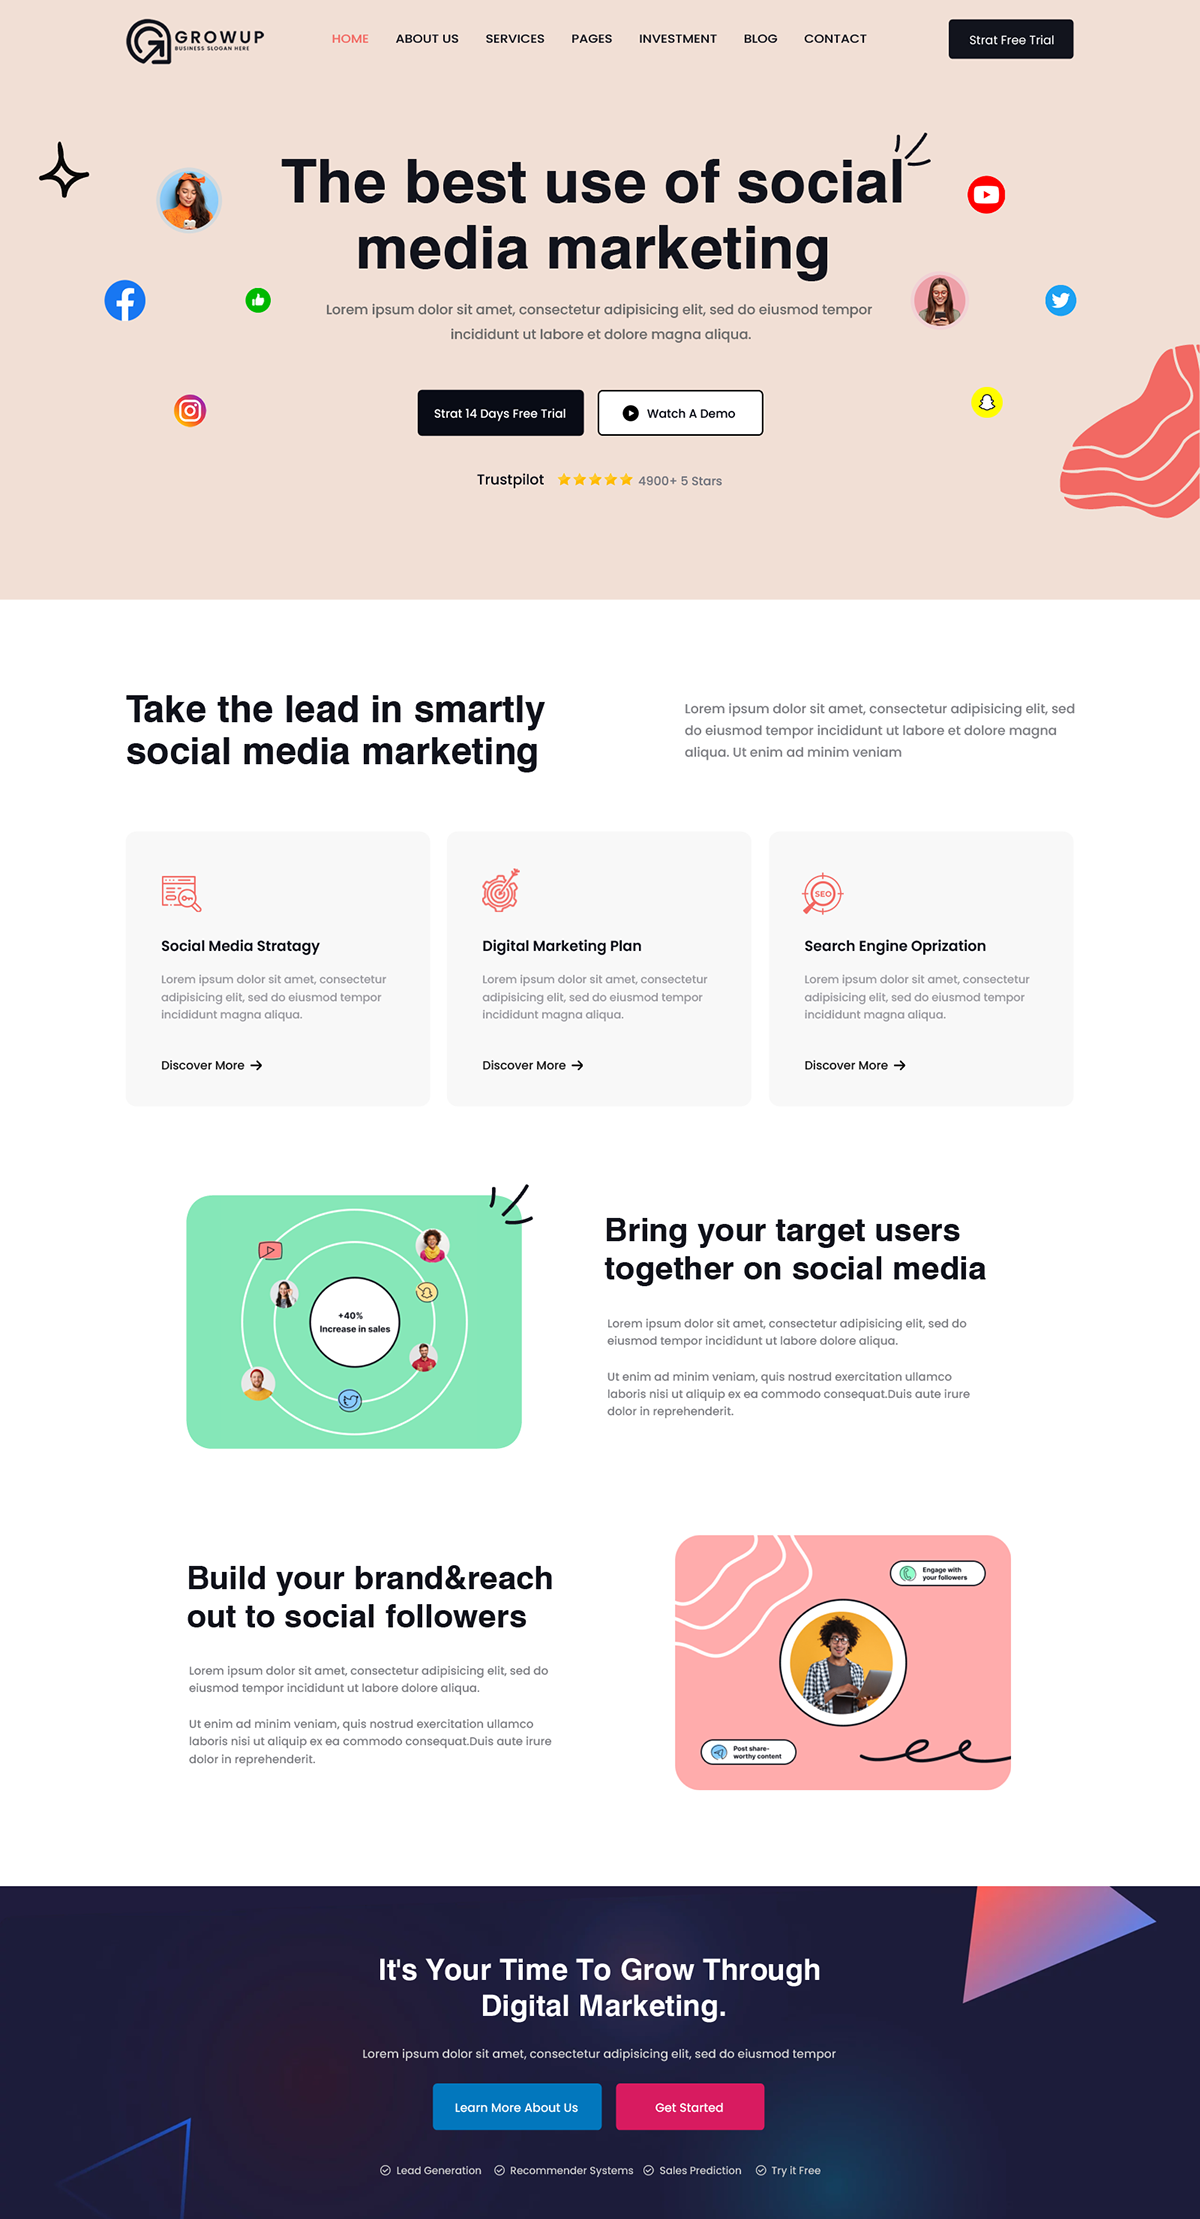 GROWUP
BUSINESS SLOGAN HERE
HOME ABOUT US SERVICES PAGES INVESTMENT BLOG CONTACT
Strat Free Trial
The best use of social
media marketing
Lorem ipsum dolor sit amet, consectetur adipisicing elit, sed do eiusmod tempor
incididunt ut labore et dolore magna aliqua.
Strat 14 Days Free Trial
Watch A Demo
Trustpilot 4900+ 5 Stars
Take the lead in smartly
social media marketing
Lorem ipsum dolor sit amet, consectetur adipisicing elit, sed
do eiusmod tempor incididunt ut labore et dolore magna
aliqua. Ut enim ad minim veniam
Social Media Stratagy
Lorem ipsum dolor sit amet, consectetur
adipisicing elit, sed do eiusmod tempor
incididunt magna aliqua.
Discover More
Digital Marketing Plan
Lorem ipsum dolor sit amet, consectetur
adipisicing elit, sed do eiusmod tempor
incididunt magna aliqua.
Discover More
SEO
Search Engine Oprization
Lorem ipsum dolor sit amet, consectetur
adipisicing elit, sed do eiusmod tempor
incididunt magna aliqua.
Discover More
+40%
Increase in sales
Bring your target users
together on social media
Lorem ipsum dolor sit amet, consectetur adipisicing elit, sed do
eiusmod tempor incididunt ut labore dolore aliqua.
Ut enim ad minim veniam, quis nostrud exercitation ullamco
laboris nisi ut aliquip ex ea commodo consequat.Duis aute irure
dolor in reprehenderit.
Build your brand&reach
out to social followers
Lorem ipsum dolor sit amet, consectetur adipisicing elit, sed do
eiusmod tempor incididunt ut labore dolore aliqua.
Ut enim ad minim veniam, quis nostrud exercitation ullamco
laboris nisi ut aliquip ex ea commodo consequat.Duis aute irure
dolor in reprehenderit.
Engage with
your followers
Post share-
worthy content
It's Your Time To Grow Through
Digital Marketing.
Lorem ipsum dolor sit amet, consectetur adipisicing elit, sed do eiusmod tempor
Learn More About Us
Get Started
Lead Generation Recommender Systems Sales Prediction Try it Free